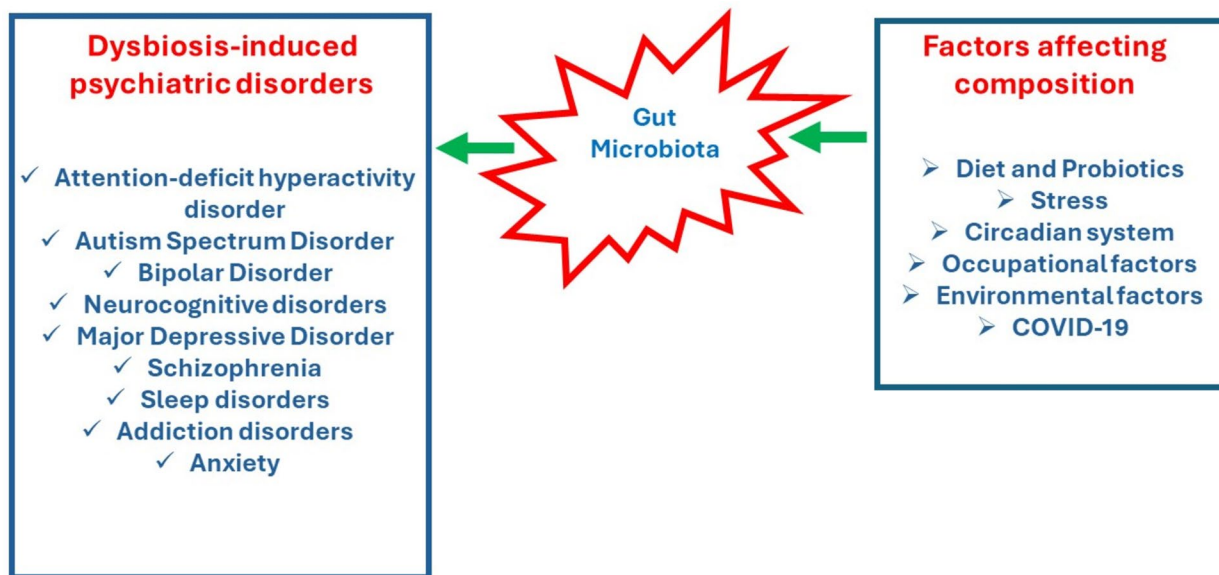 Dysbiosis-induced
psychiatric disorders
✓ Attention-deficit hyperactivity
disorder
✓ Autism Spectrum Disorder
✓ Bipolar Disorder
✓ Neurocognitive disorders
✓ Major Depressive Disorder
✓ Schizophrenia
✓ Sleep disorders
✓ Addiction disorders
✓ Anxiety
Gut
Microbiota
Factors affecting
composition
➢ Diet and Probiotics
➢ Stress
➢ Circadian system
➢ Occupational factors
➢ Environmental factors
➢ COVID-19